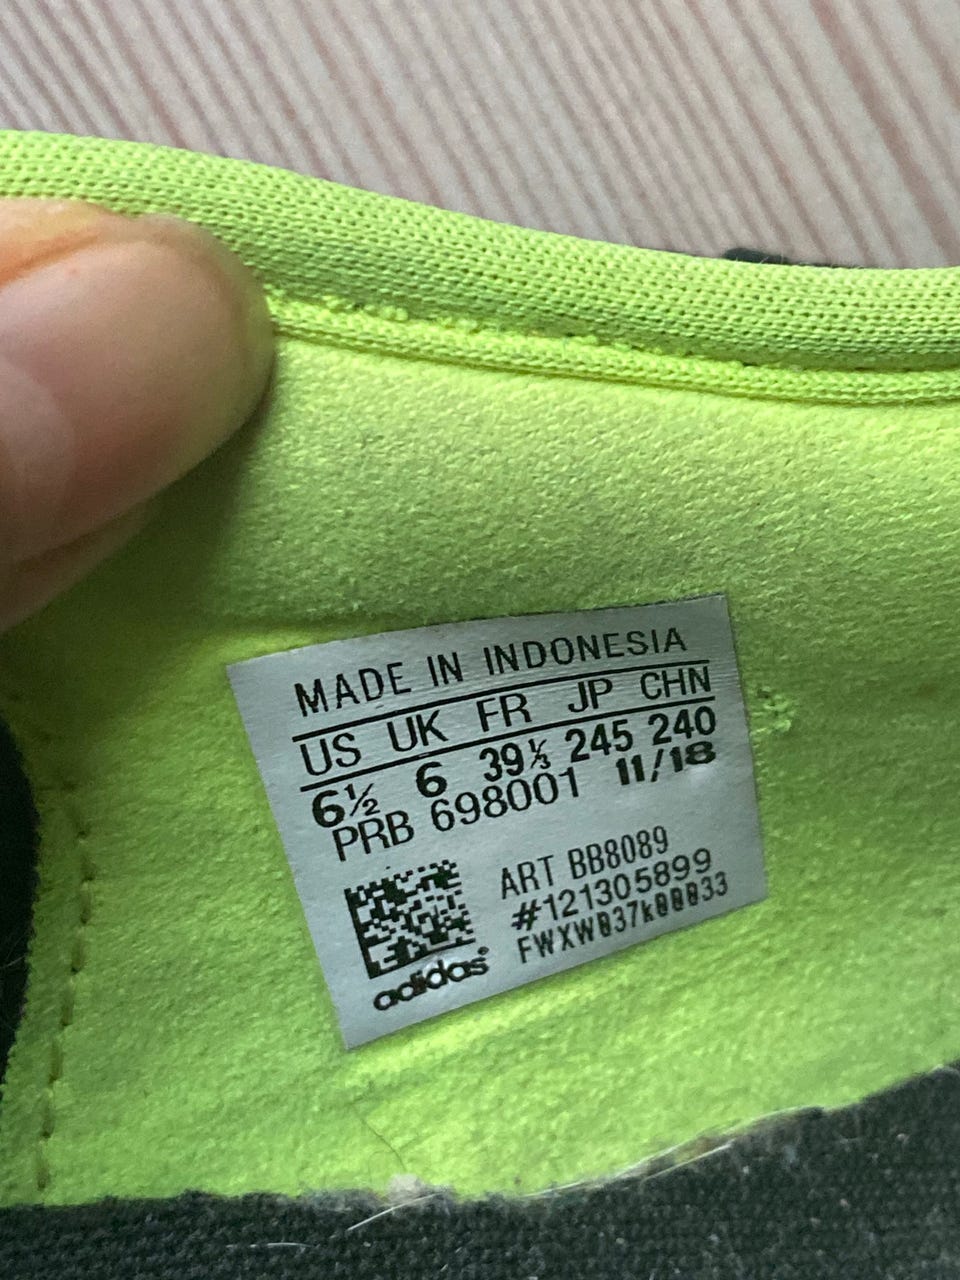 MADE IN INDONESIA
US UK FR JP CHN
6½ 6 39⅓ 245 240
PRB 698001 11/18
ART BB8089
#121305899
FWXW037k00033
adidas